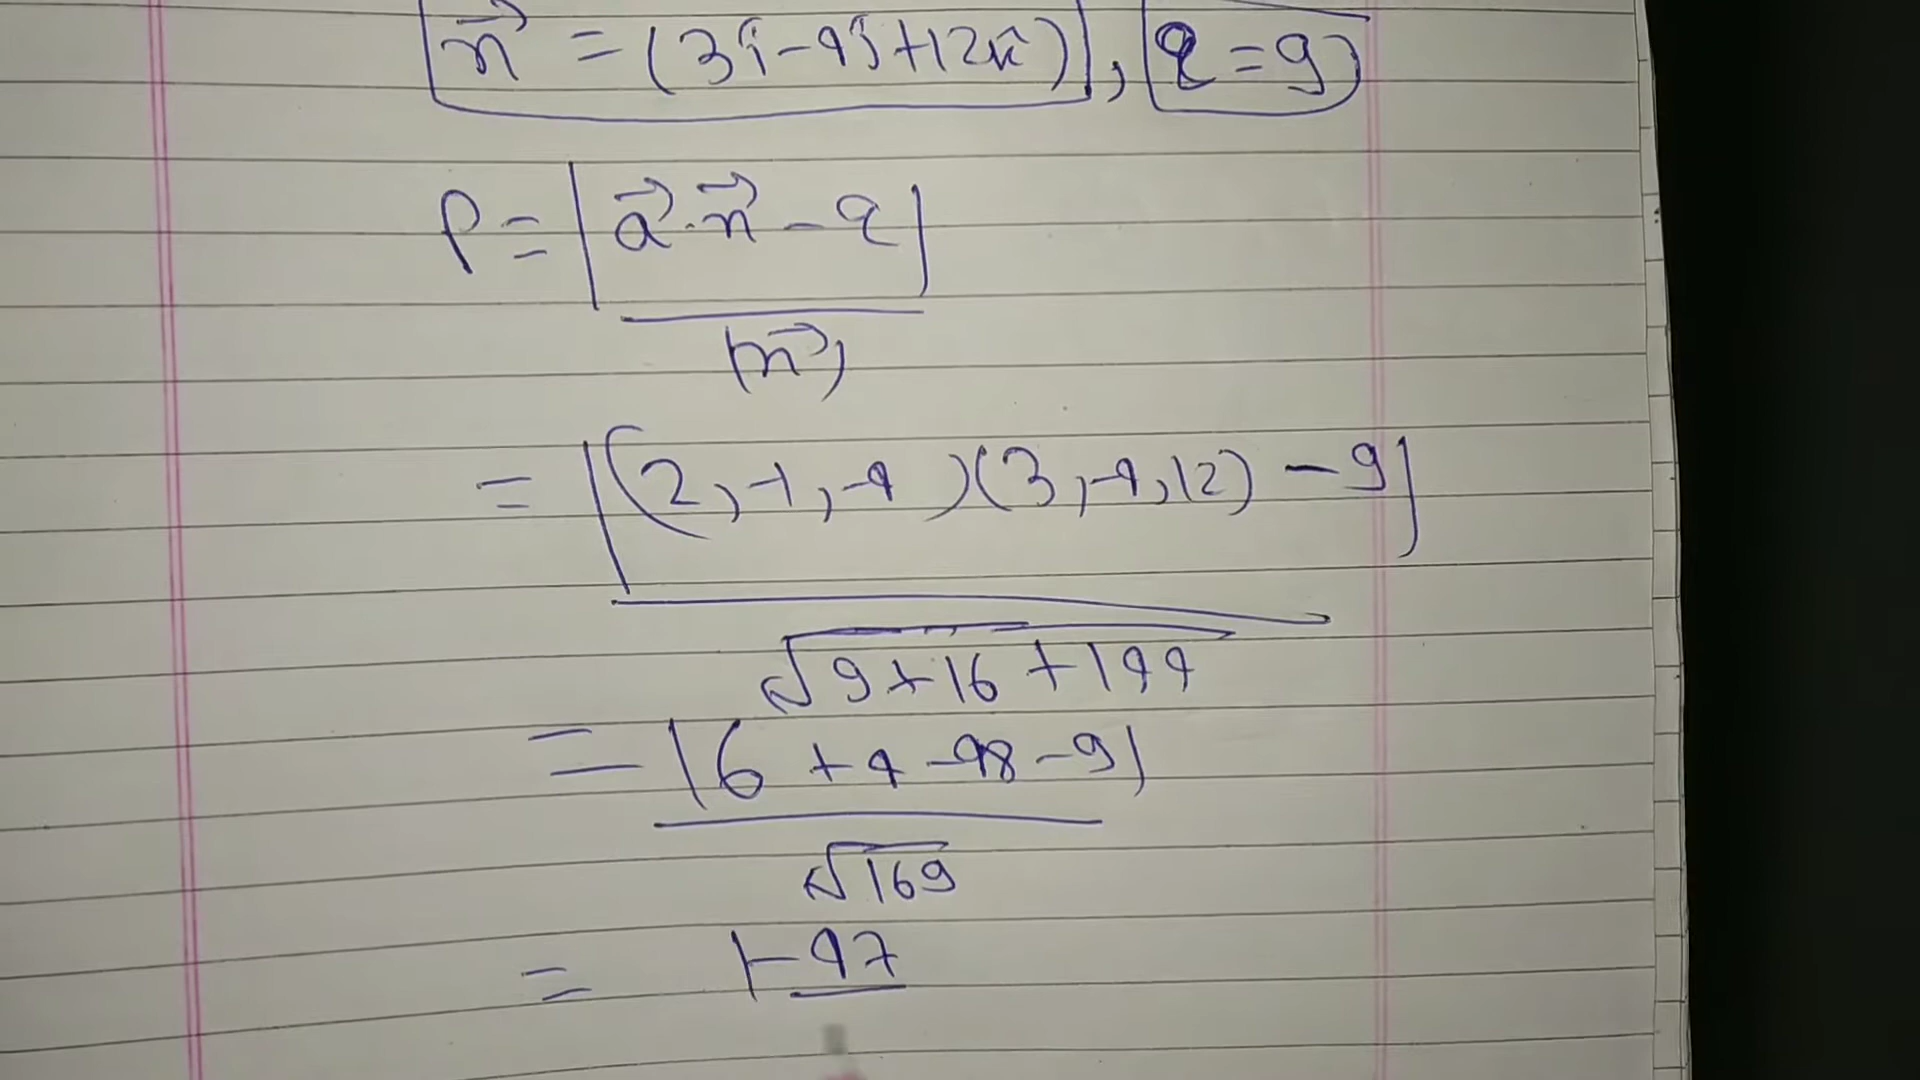 n⃗ = (3î-4ĵ+12k̂), q=9
P = |a⃗·n⃗ - q|
|n⃗|
= |(2,-1,-4)(3,-4,12) - 9|
√9+16+144
= |6+4-48-9|
√169
= |-47